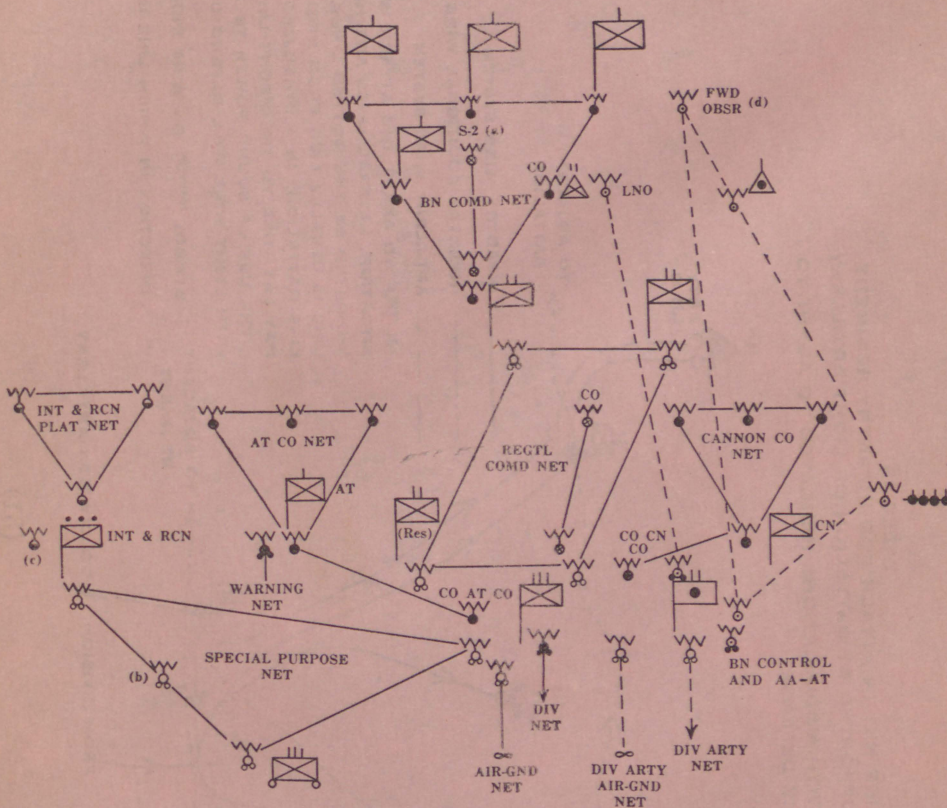 FWD
OBSR (d)
S-2 (a)
CO
LNO
BN COMD NET
INT & RCN
PLAT NET
AT CO NET
CO
REGTL
COMD NET
CANNON CO
NET
AT
(Res)
CN
INT & RCN
(c)
WARNING
NET
CO CN
CO
CO AT CO
SPECIAL PURPOSE
NET
(b)
BN CONTROL
AND AA-AT
DIV
NET
AIR-GND
NET
DIV ARTY
AIR-GND
NET
DIV ARTY
NET